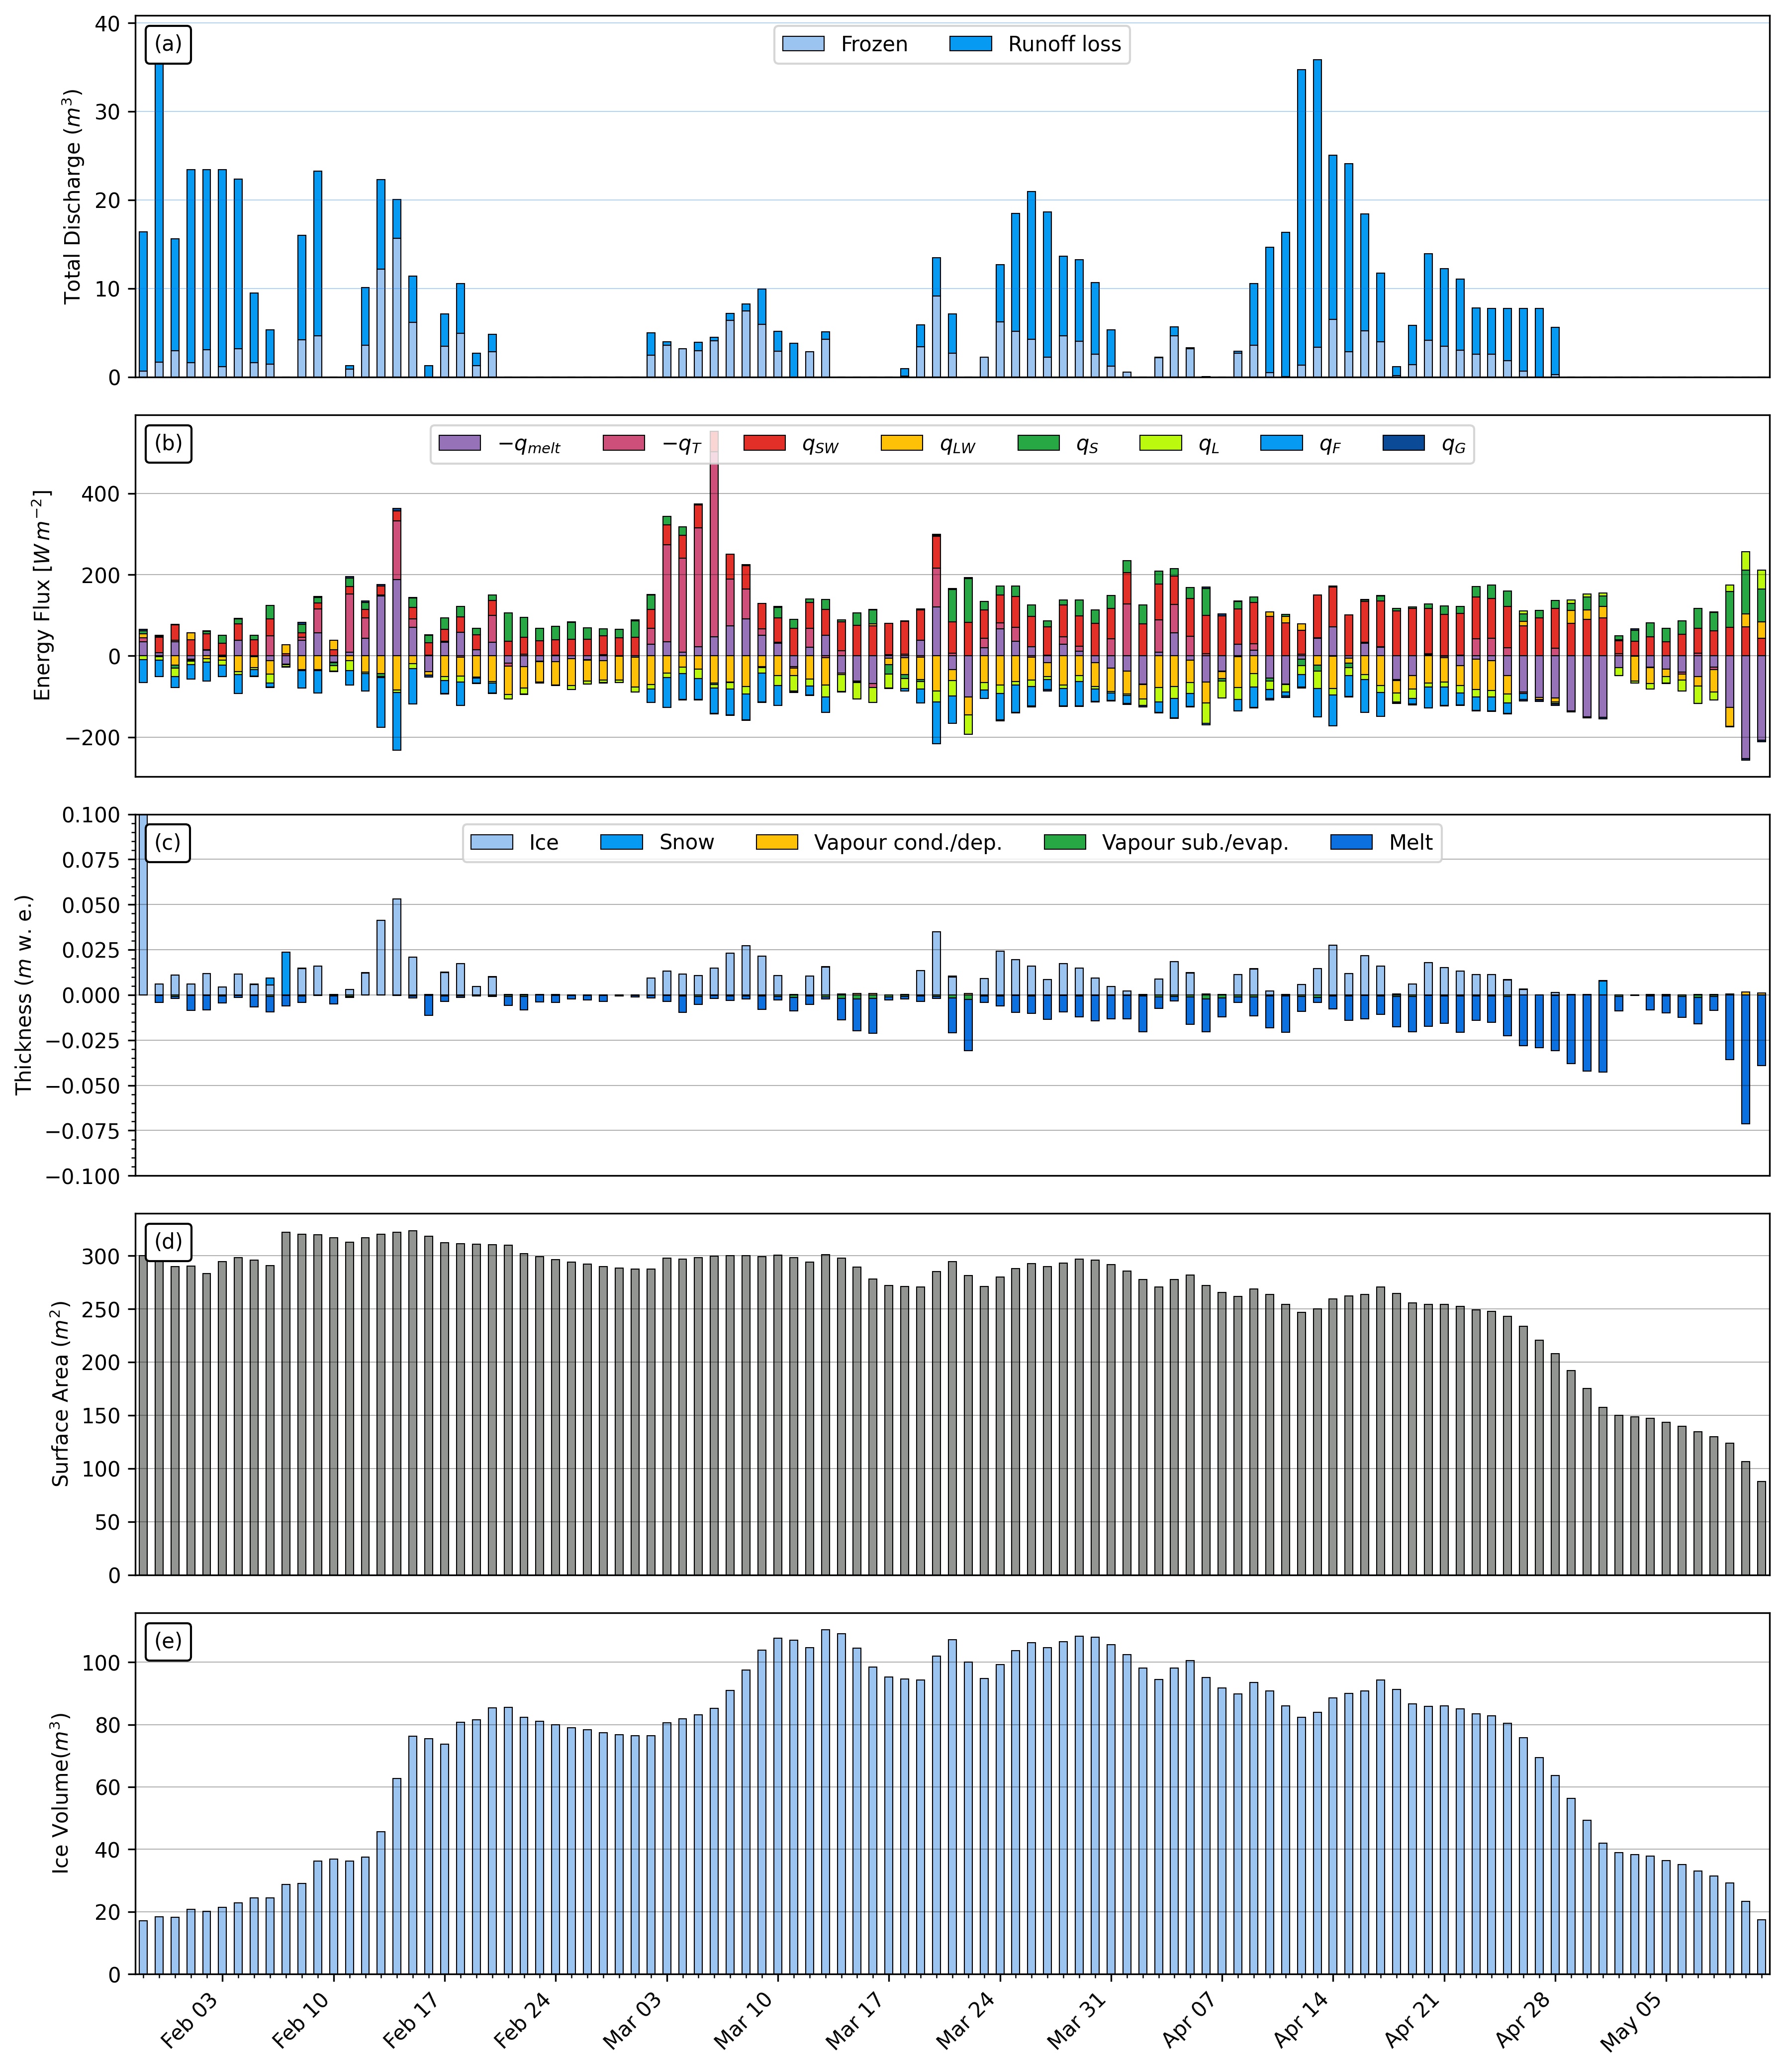 (a)
Frozen Runoff loss
Total Discharge (m³)
40
30
20
10
0
(b)
−q_melt −q_T q_SW q_LW q_S q_L q_F q_G
Energy Flux [W m⁻²]
400
200
0
−200
(c)
Ice Snow Vapour cond./dep. Vapour sub./evap. Melt
Thickness (m w. e.)
0.100
0.075
0.050
0.025
0.000
−0.025
−0.050
−0.075
−0.100
(d)
Surface Area (m²)
300
250
200
150
100
50
0
(e)
Ice Volume(m³)
100
80
60
40
20
0
Feb 03 Feb 10 Feb 17 Feb 24 Mar 03 Mar 10 Mar 17 Mar 24 Mar 31 Apr 07 Apr 14 Apr 21 Apr 28 May 05